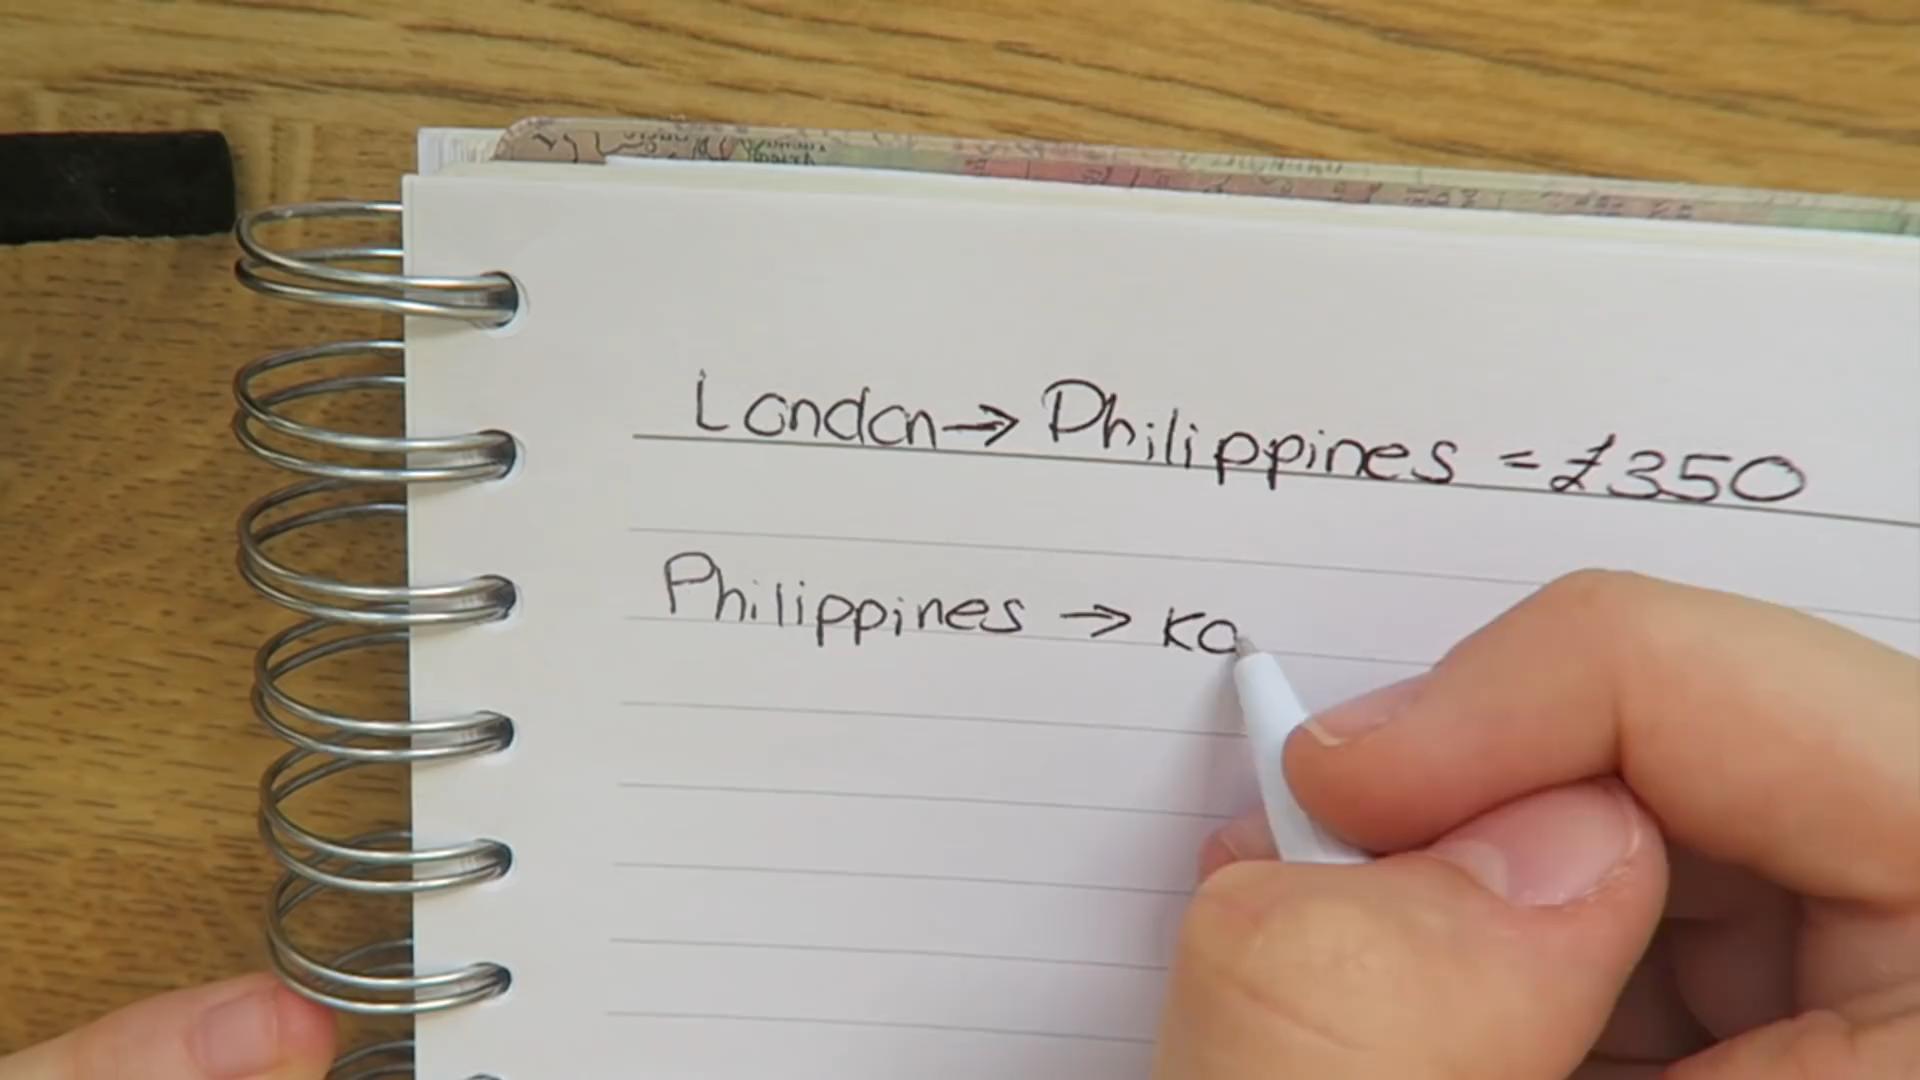 London → Philippines = £350
Philippines → Ko